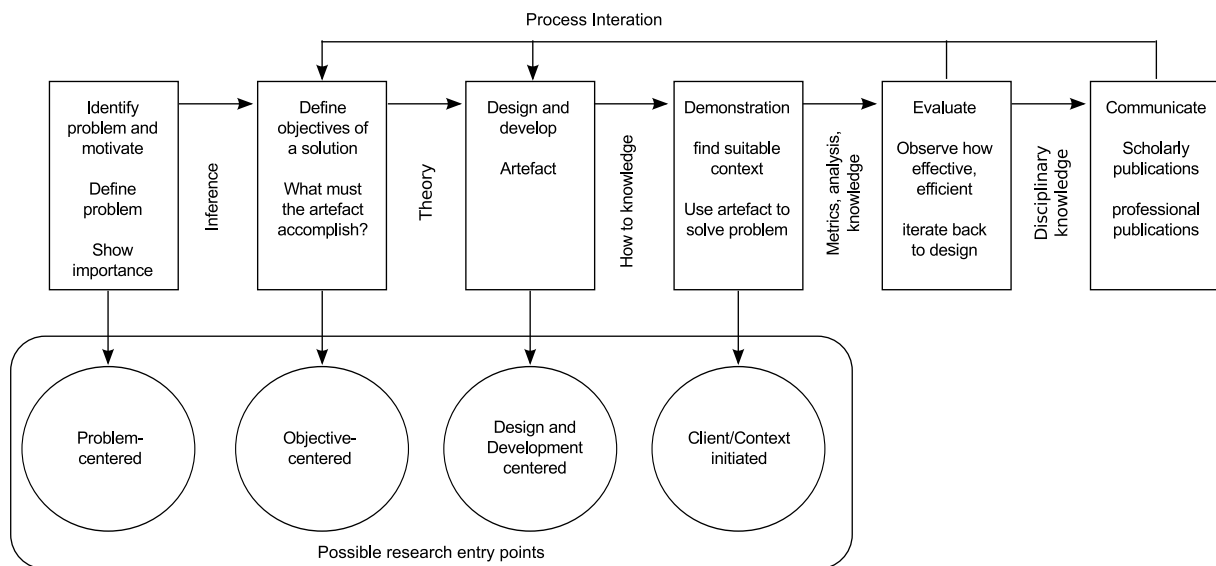 Process Interation
Identify
problem and
motivate
Define
problem
Show
importance
Inference
Define
objectives of
a solution
What must
the artefact
accomplish?
Theory
Design and
develop
Artefact
How to knowledge
Demonstration
find suitable
context
Use artefact to
solve problem
Metrics, analysis,
knowledge
Evaluate
Observe how
effective,
efficient
iterate back
to design
Disciplinary
knowledge
Communicate
Scholarly
publications
professional
publications
Problem-
centered
Objective-
centered
Design and
Development
centered
Client/Context
initiated
Possible research entry points